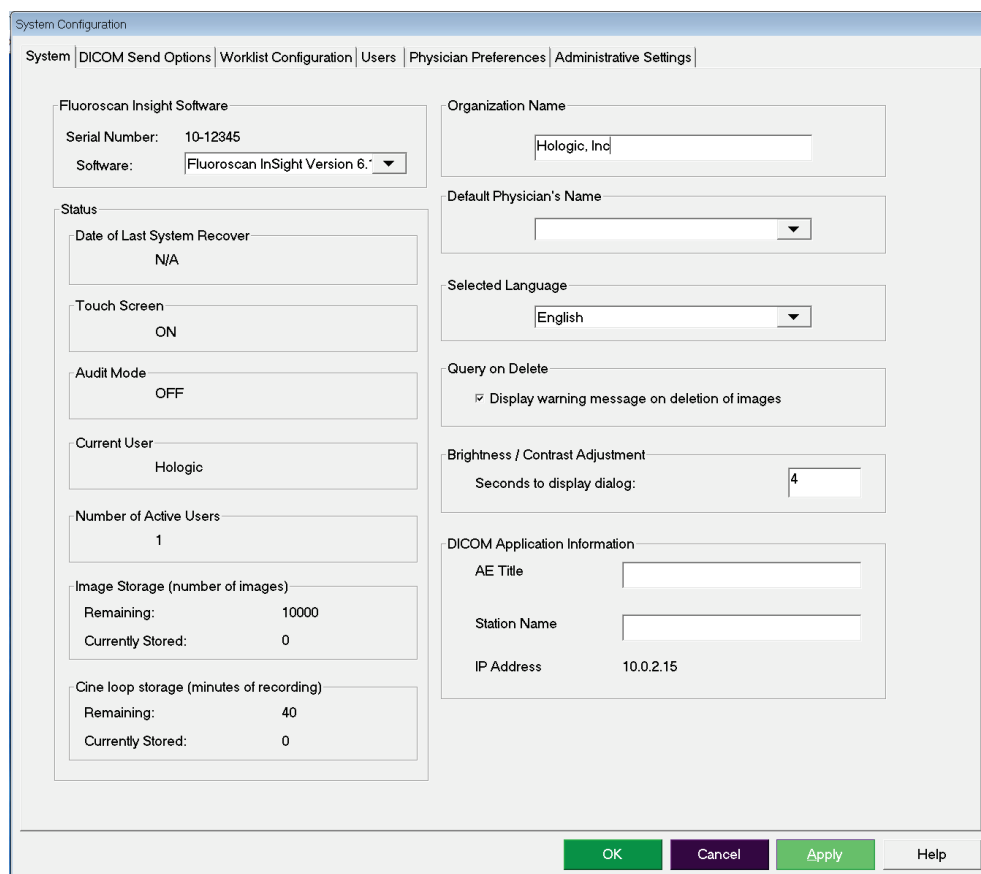 System Configuration
System DICOM Send Options Worklist Configuration Users Physician Preferences Administrative Settings
Fluoroscan Insight Software
Serial Number: 10-12345
Software: Fluoroscan InSight Version 6.1
Status
Date of Last System Recover
N/A
Touch Screen
ON
Audit Mode
OFF
Current User
Hologic
Number of Active Users
1
Image Storage (number of images)
Remaining: 10000
Currently Stored: 0
Cine loop storage (minutes of recording)
Remaining: 40
Currently Stored: 0
Organization Name
Hologic, Inc
Default Physician's Name
Selected Language
English
Query on Delete
Display warning message on deletion of images
Brightness / Contrast Adjustment
Seconds to display dialog: 4
DICOM Application Information
AE Title
Station Name
IP Address 10.0.2.15
OK Cancel Apply Help